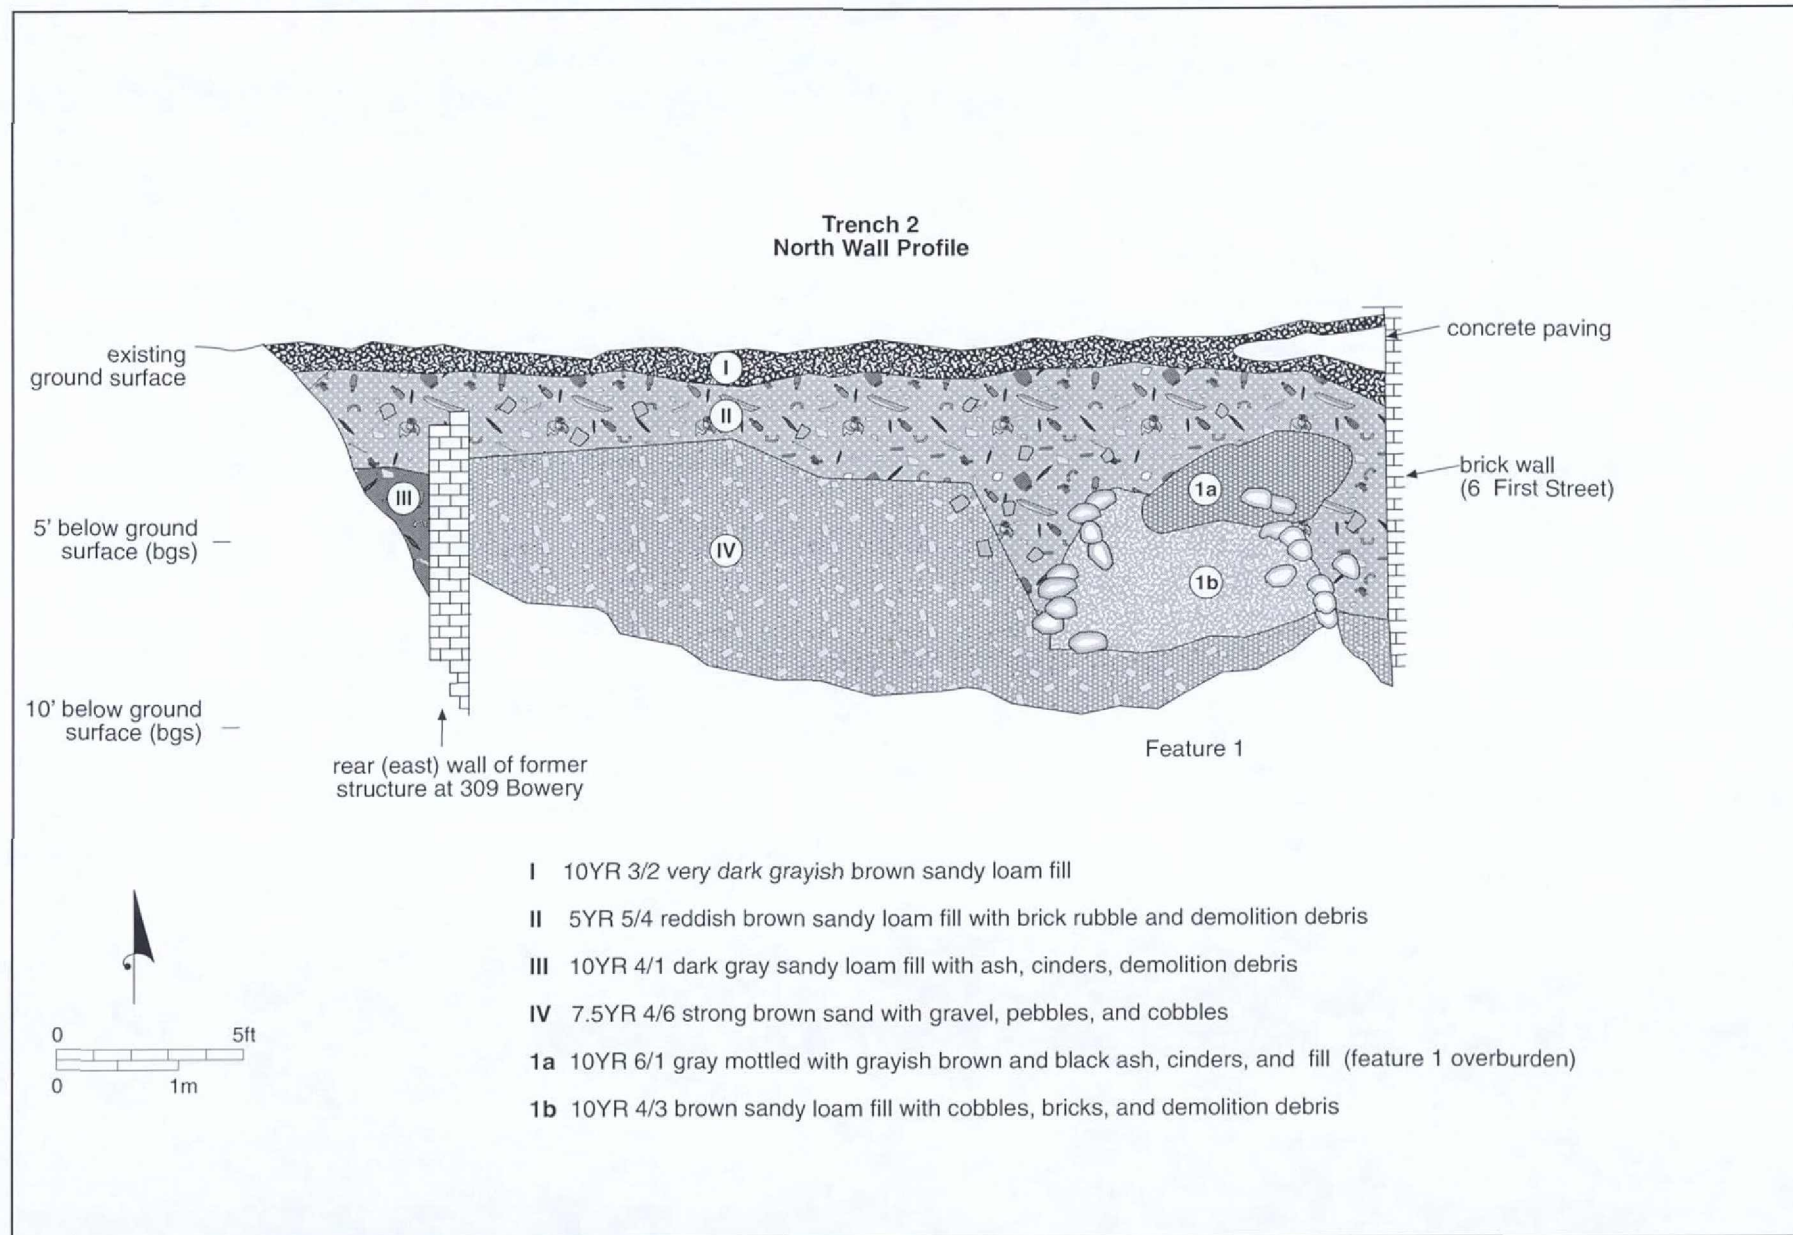 Trench 2
North Wall Profile
existing
ground surface
concrete paving
I
II
brick wall
(6 First Street)
III
1a
5' below ground
surface (bgs)
IV
1b
10' below ground
surface (bgs)
Feature 1
rear (east) wall of former
structure at 309 Bowery
I 10YR 3/2 very dark grayish brown sandy loam fill
II 5YR 5/4 reddish brown sandy loam fill with brick rubble and demolition debris
III 10YR 4/1 dark gray sandy loam fill with ash, cinders, demolition debris
IV 7.5YR 4/6 strong brown sand with gravel, pebbles, and cobbles
1a 10YR 6/1 gray mottled with grayish brown and black ash, cinders, and fill (feature 1 overburden)
1b 10YR 4/3 brown sandy loam fill with cobbles, bricks, and demolition debris
0 5ft
0 1m